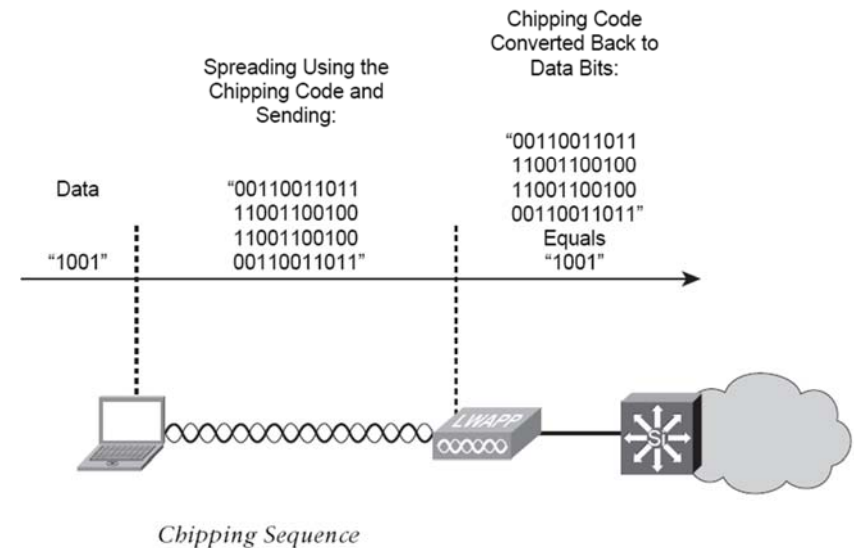 Chipping Code
Converted Back to
Data Bits:
Spreading Using the
Chipping Code and
Sending:
"00110011011
11001100100
11001100100
00110011011"
Equals
"1001"
Data
"00110011011
11001100100
11001100100
00110011011"
"1001"
LWAPP
Si
Chipping Sequence